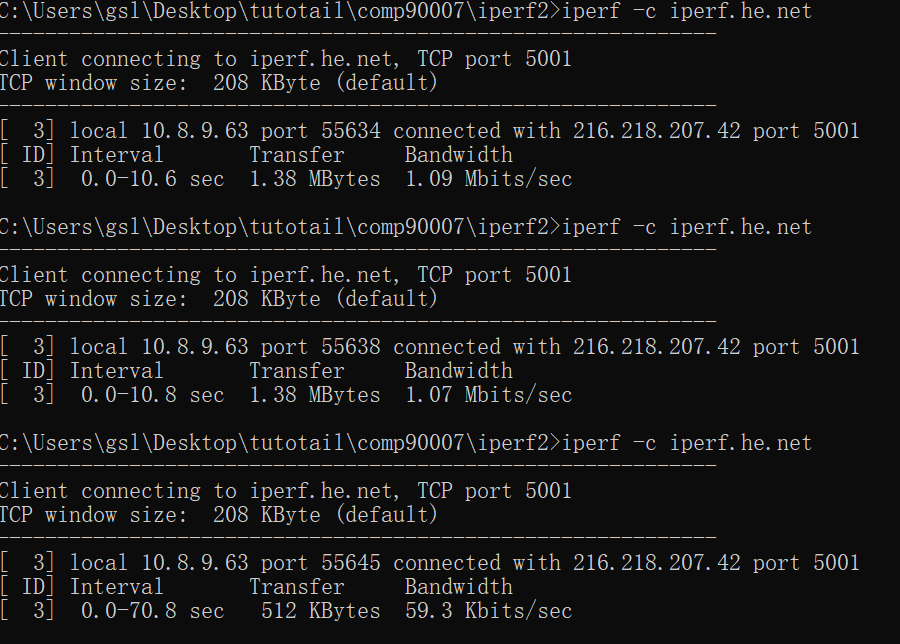 C:\Users\gsl\Desktop\tutotail\comp90007\iperf2>iperf -c iperf.he.net
------------------------------------------------------------
Client connecting to iperf.he.net, TCP port 5001
TCP window size:  208 KByte (default)
------------------------------------------------------------
[  3] local 10.8.9.63 port 55634 connected with 216.218.207.42 port 5001
[ ID] Interval       Transfer     Bandwidth
[  3]  0.0-10.6 sec  1.38 MBytes  1.09 Mbits/sec
C:\Users\gsl\Desktop\tutotail\comp90007\iperf2>iperf -c iperf.he.net
------------------------------------------------------------
Client connecting to iperf.he.net, TCP port 5001
TCP window size:  208 KByte (default)
------------------------------------------------------------
[  3] local 10.8.9.63 port 55638 connected with 216.218.207.42 port 5001
[ ID] Interval       Transfer     Bandwidth
[  3]  0.0-10.8 sec  1.38 MBytes  1.07 Mbits/sec
C:\Users\gsl\Desktop\tutotail\comp90007\iperf2>iperf -c iperf.he.net
------------------------------------------------------------
Client connecting to iperf.he.net, TCP port 5001
TCP window size:  208 KByte (default)
------------------------------------------------------------
[  3] local 10.8.9.63 port 55645 connected with 216.218.207.42 port 5001
[ ID] Interval       Transfer     Bandwidth
[  3]  0.0-70.8 sec   512 KBytes  59.3 Kbits/sec